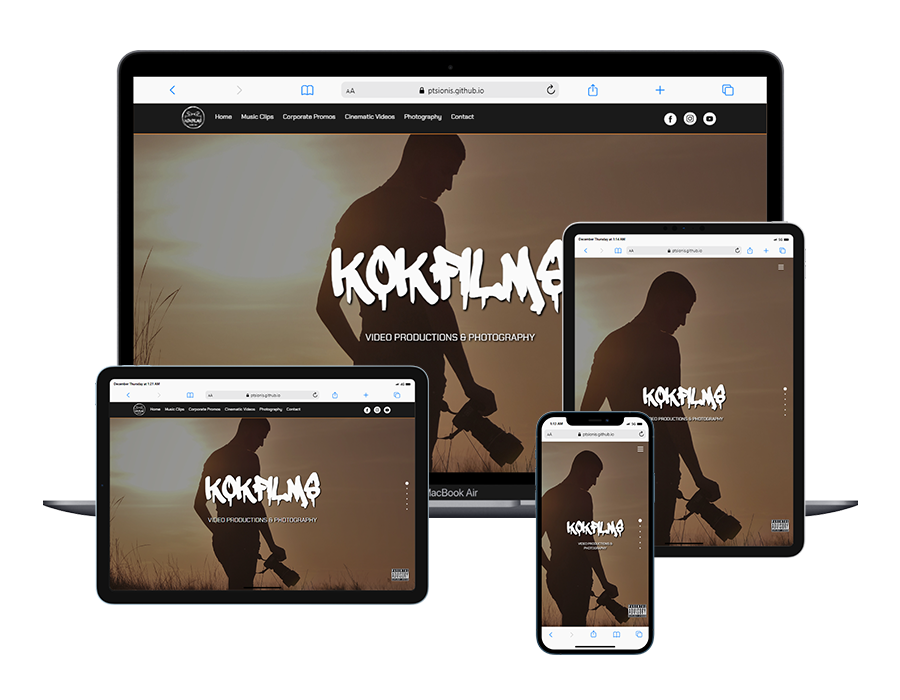 AA ptsionis.github.io
Home Music Clips Corporate Promos Cinematic Videos Photography Contact
KOKFILMS
VIDEO PRODUCTIONS & PHOTOGRAPHY
MacBook Air
December Thursday at 1:14 AM 4G
AA ptsionis.github.io
KOKFILMS
VIDEO PRODUCTIONS & PHOTOGRAPHY
December Thursday at 1:21 AM 4G
AA ptsionis.github.io
Home Music Clips Corporate Promos Cinematic Videos Photography Contact
KOKFILMS
VIDEO PRODUCTIONS & PHOTOGRAPHY
5:13 AM
AA ptsionis.github.io
KOKFILMS
VIDEO PRODUCTIONS &
PHOTOGRAPHY